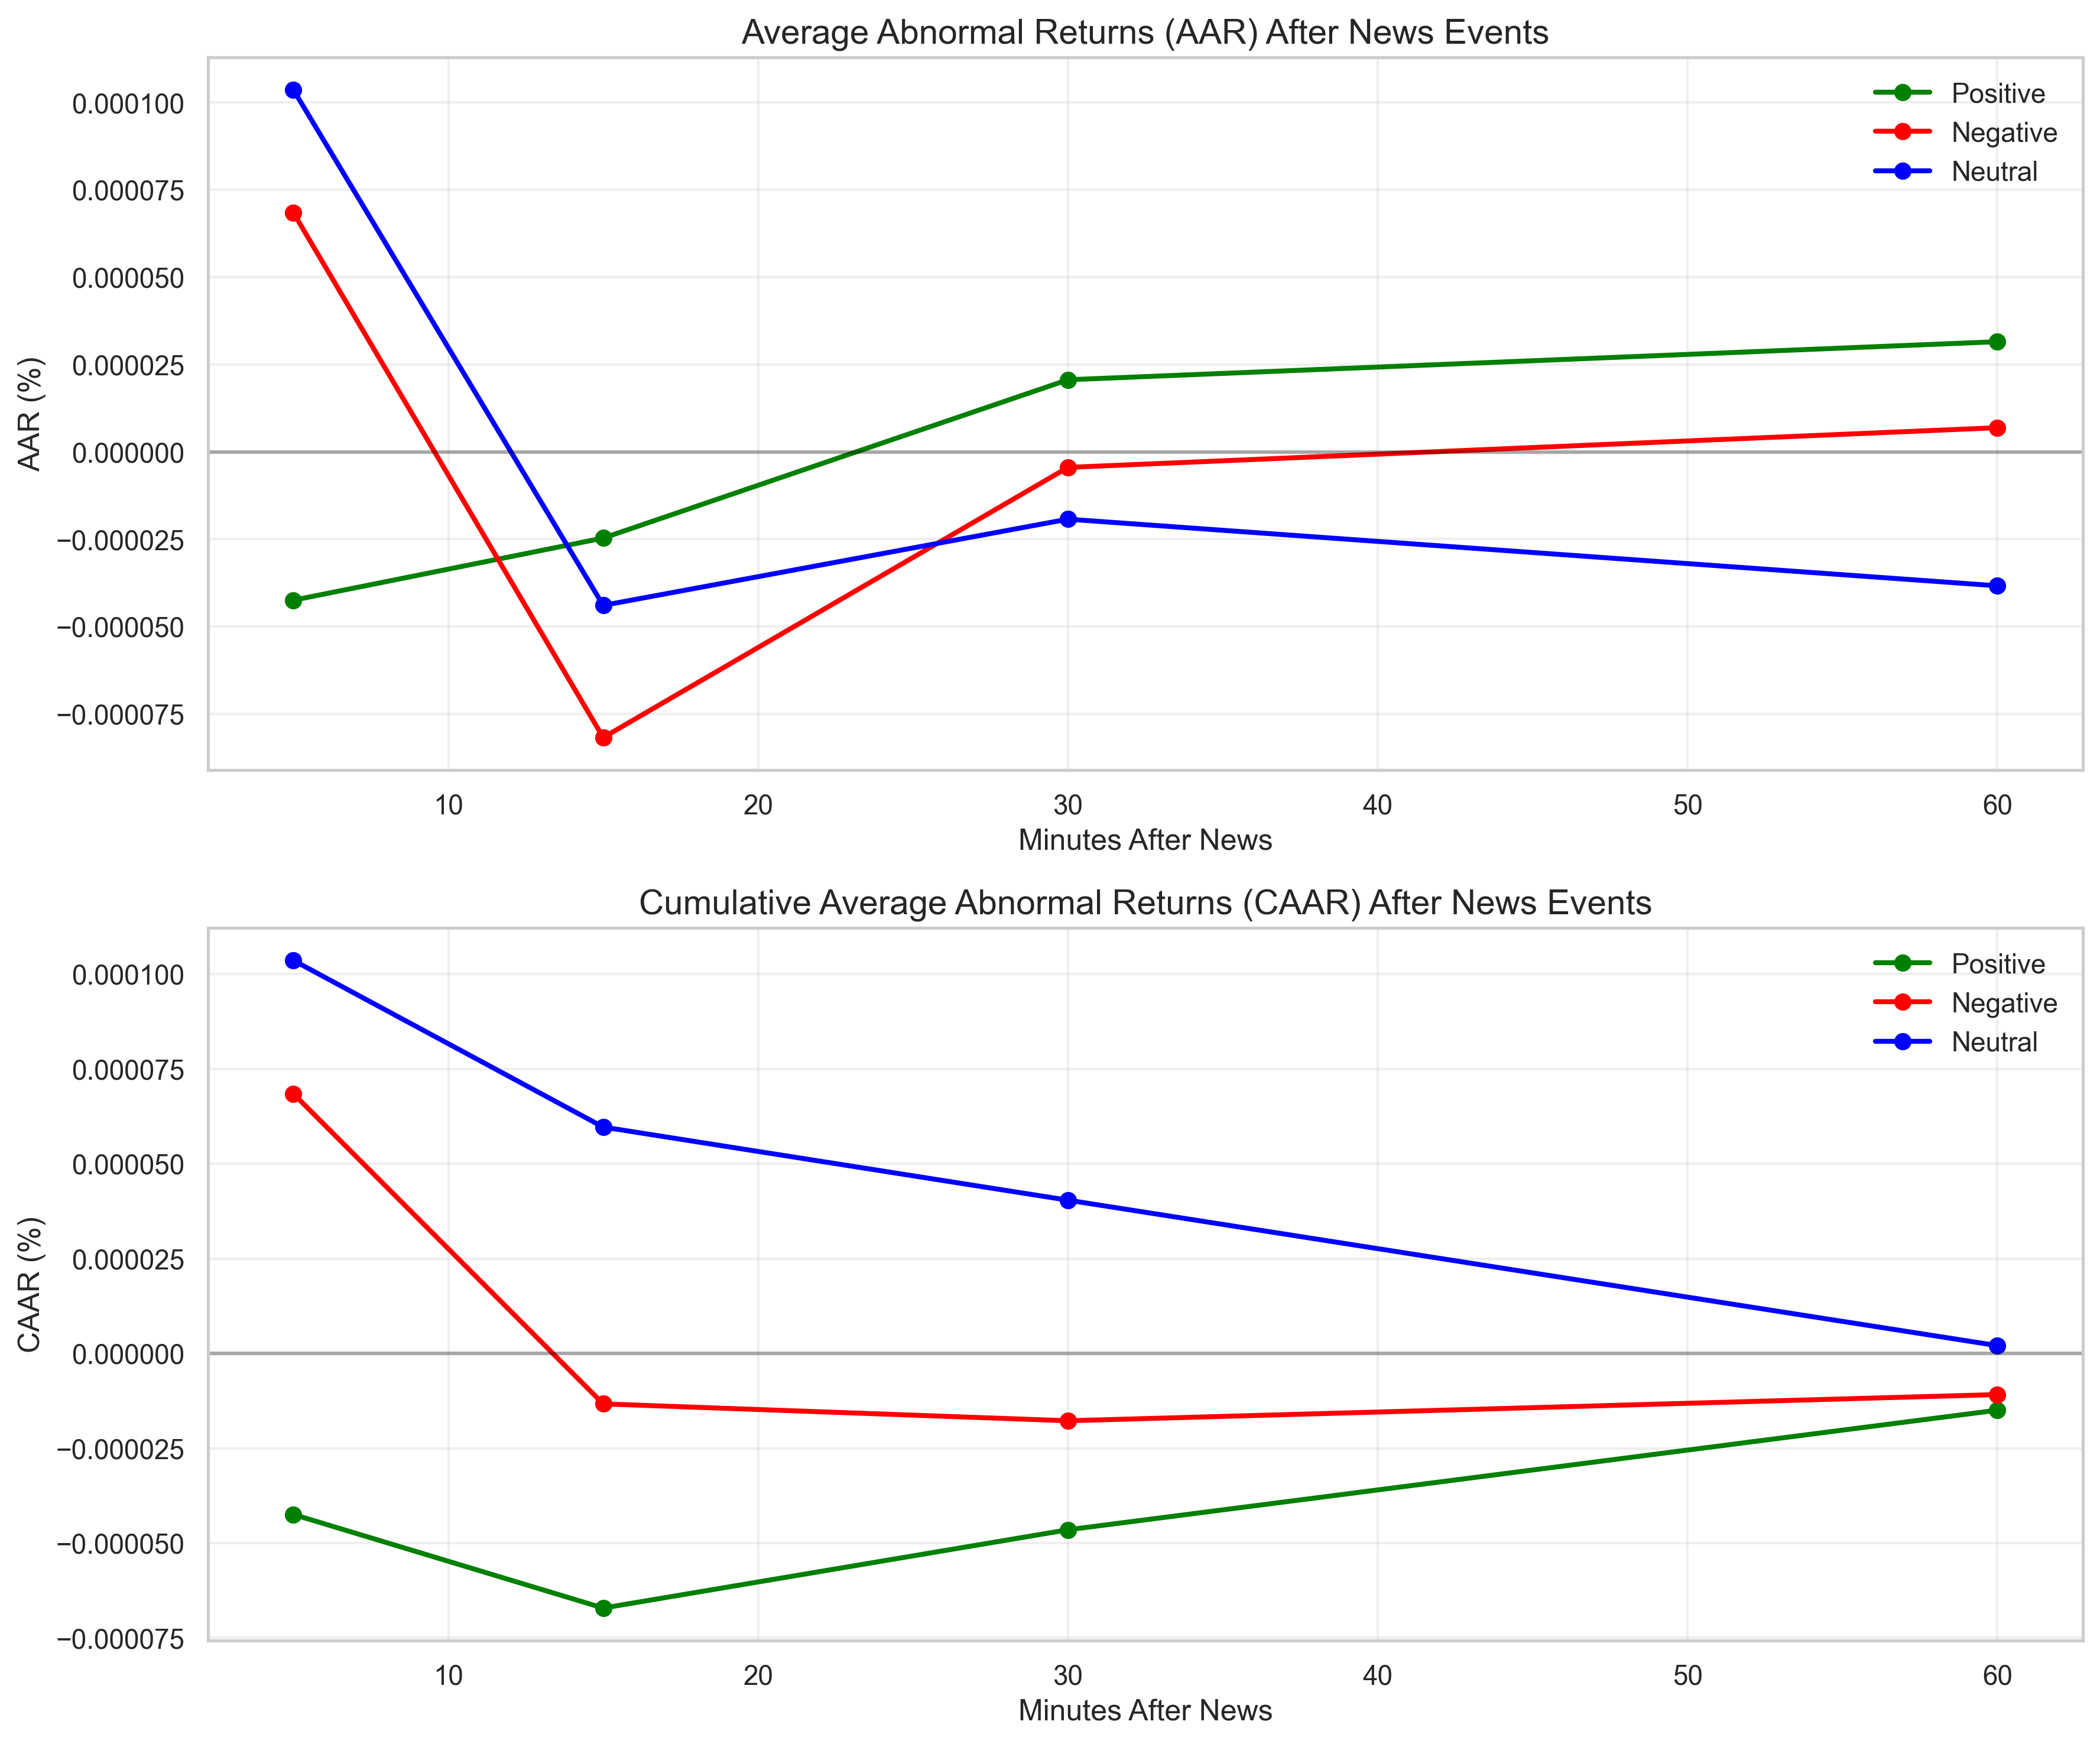 Average Abnormal Returns (AAR) After News Events
AAR (%)
0.000100
0.000075
0.000050
0.000025
0.000000
−0.000025
−0.000050
−0.000075
Positive
Negative
Neutral
10 20 30 40 50 60
Minutes After News
Cumulative Average Abnormal Returns (CAAR) After News Events
CAAR (%)
0.000100
0.000075
0.000050
0.000025
0.000000
−0.000025
−0.000050
−0.000075
Positive
Negative
Neutral
10 20 30 40 50 60
Minutes After News